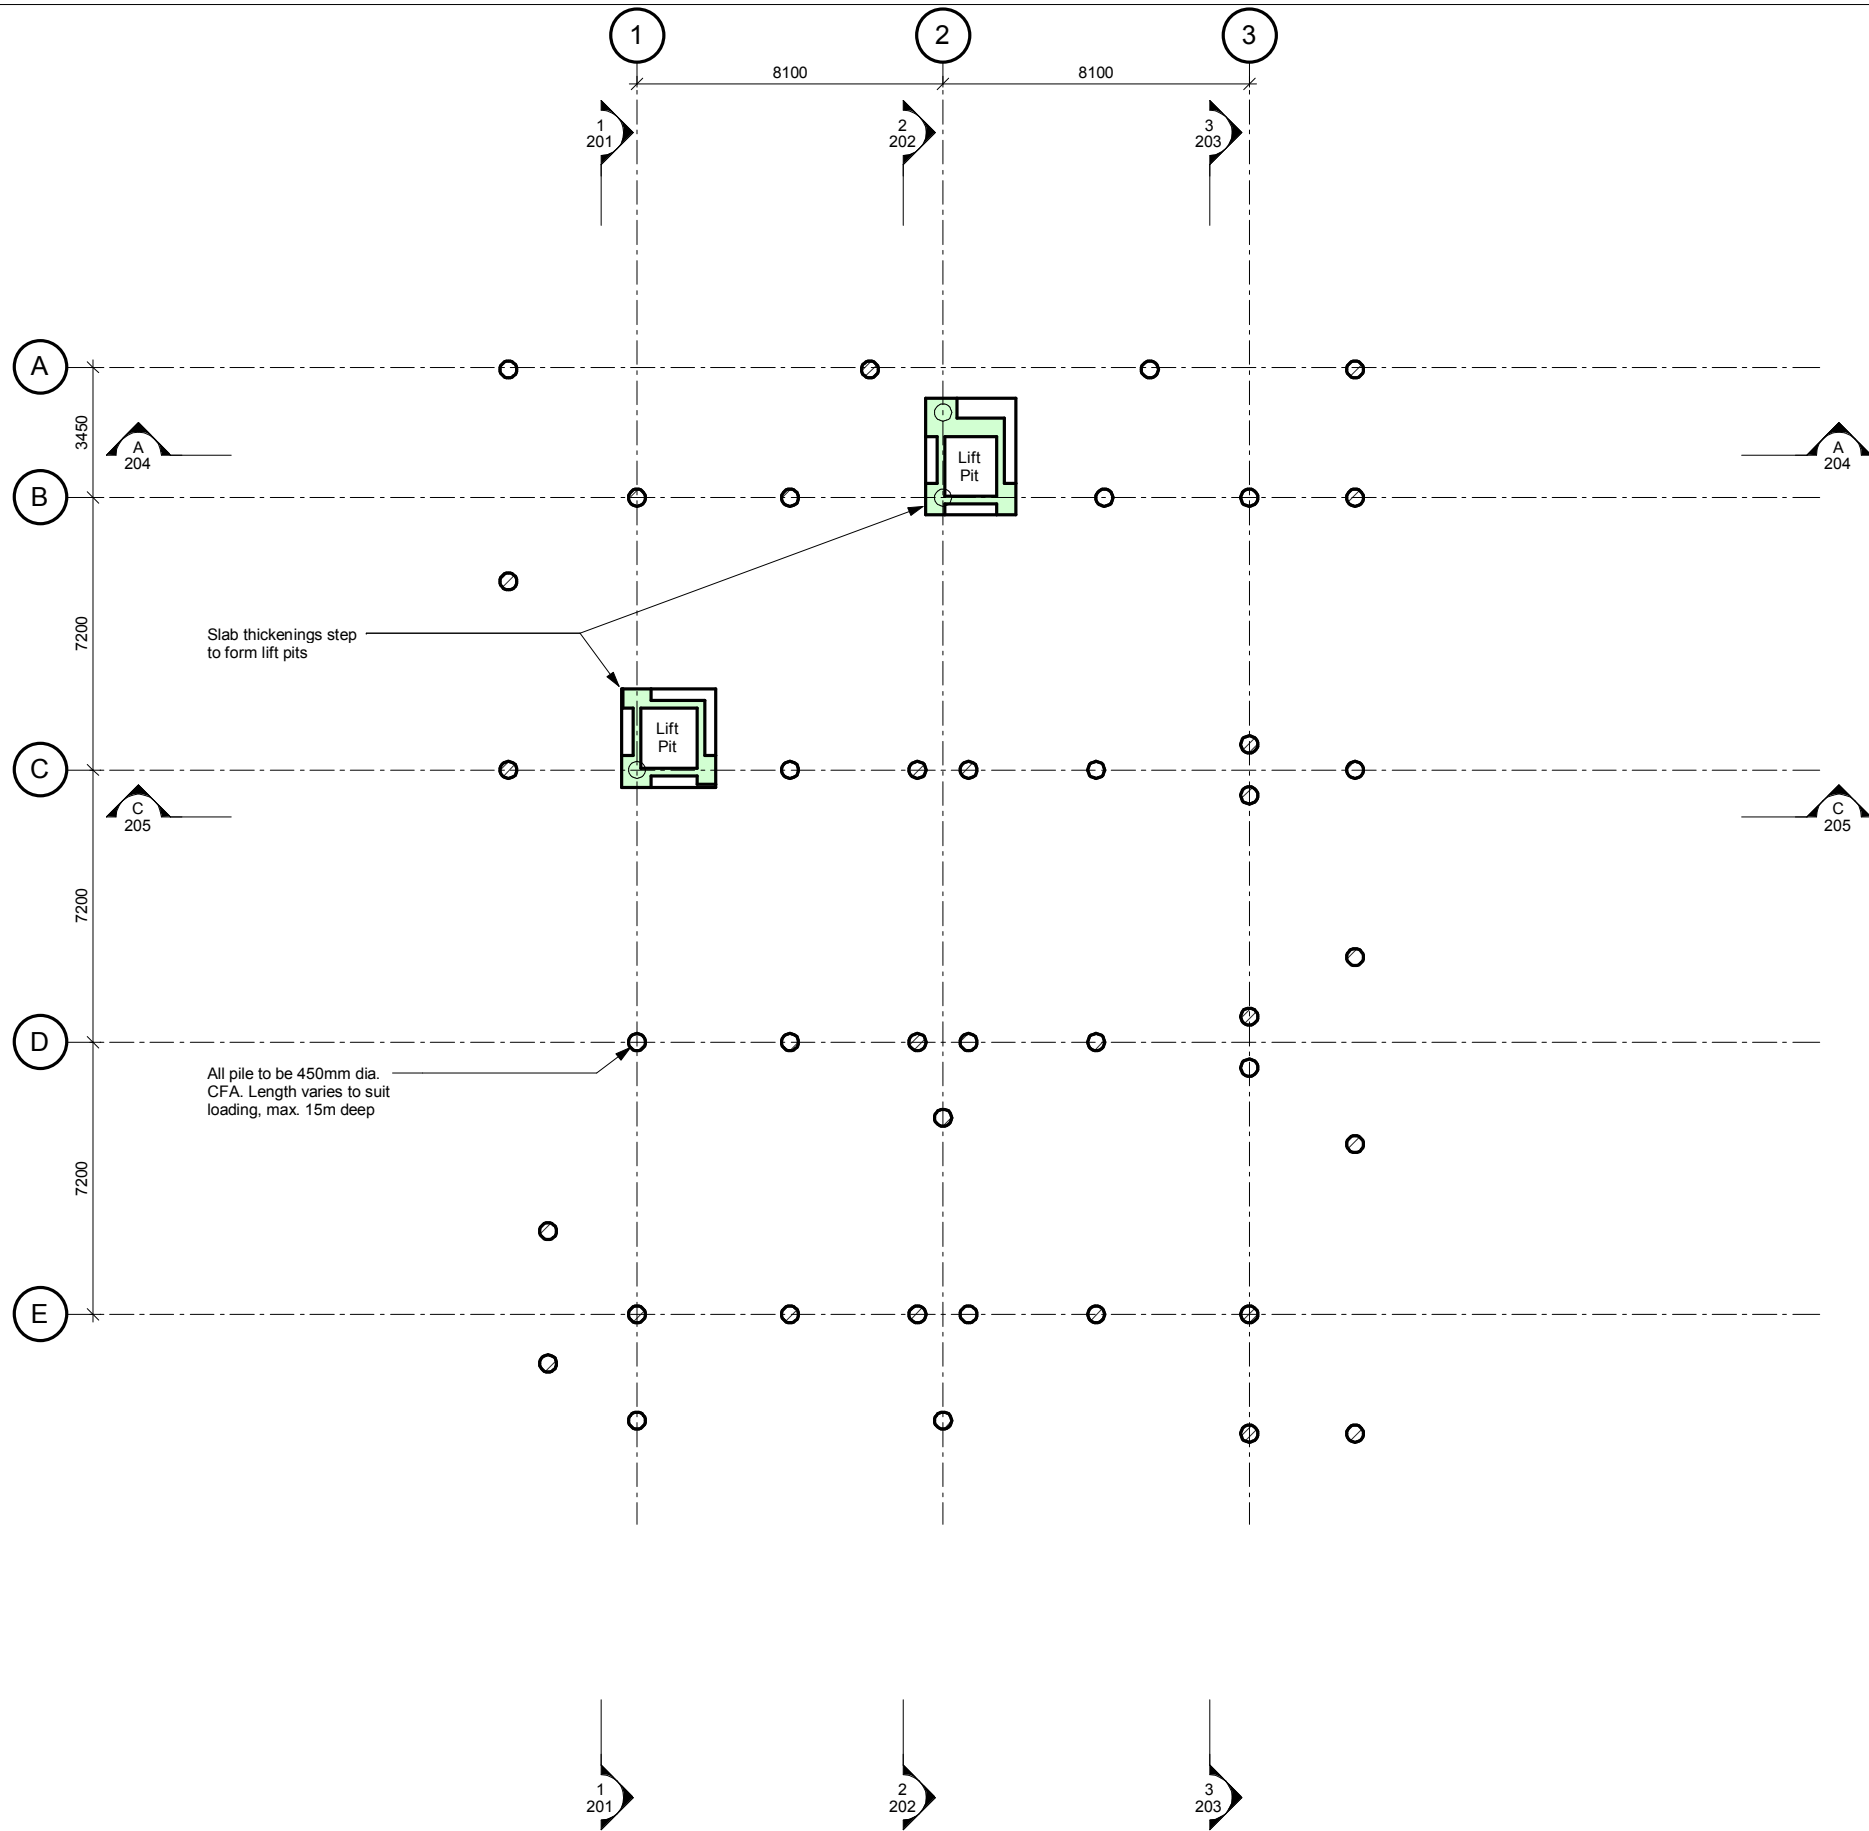 1
2
3
8100
8100
1
201
2
202
3
203
A
3450
A
204
A
204
Lift
Pit
B
7200
Slab thickenings step
to form lift pits
Lift
Pit
C
C
205
C
205
7200
D
All pile to be 450mm dia.
CFA. Length varies to suit
loading, max. 15m deep
7200
E
1
201
2
202
3
203